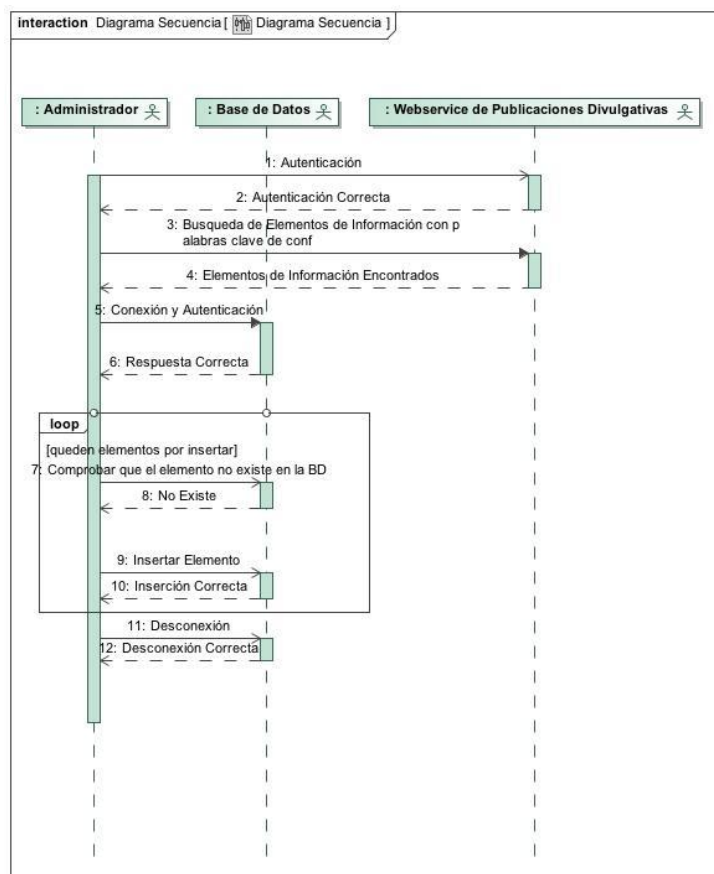 interaction Diagrama Secuencia [ Diagrama Secuencia ]
: Administrador
: Base de Datos
: Webservice de Publicaciones Divulgativas
1: Autenticación
2: Autenticación Correcta
3: Busqueda de Elementos de Información con p
alabras clave de conf
4: Elementos de Información Encontrados
5: Conexión y Autenticación
6: Respuesta Correcta
loop
[queden elementos por insertar]
7: Comprobar que el elemento no existe en la BD
8: No Existe
9: Insertar Elemento
10: Inserción Correcta
11: Desconexión
12: Desconexión Correcta